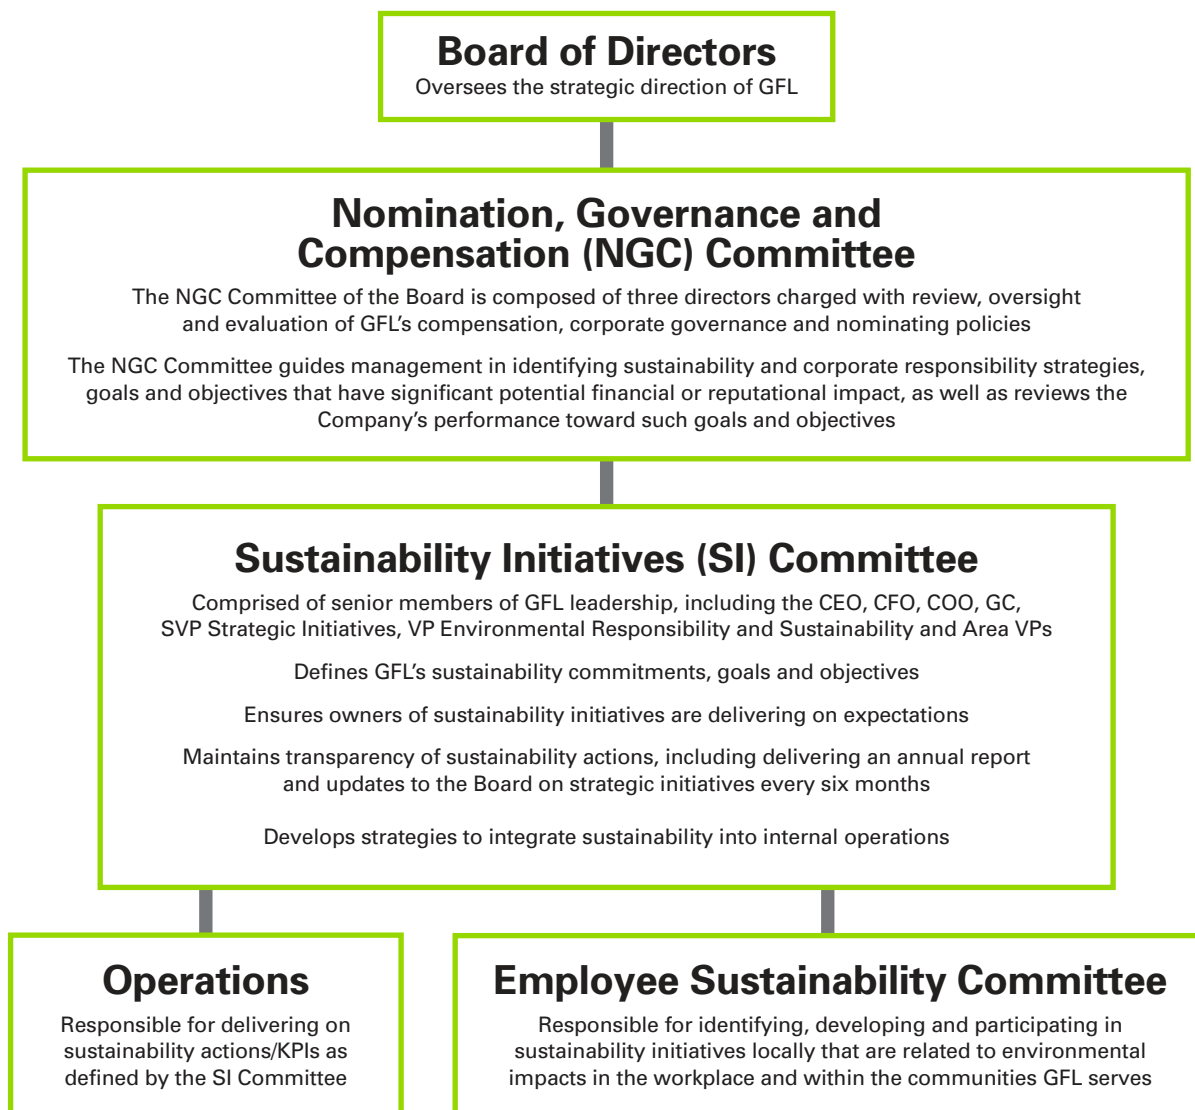 Board of Directors
Oversees the strategic direction of GFL
Nomination, Governance and
Compensation (NGC) Committee
The NGC Committee of the Board is composed of three directors charged with review, oversight
and evaluation of GFL’s compensation, corporate governance and nominating policies
The NGC Committee guides management in identifying sustainability and corporate responsibility strategies,
goals and objectives that have significant potential financial or reputational impact, as well as reviews the
Company’s performance toward such goals and objectives
Sustainability Initiatives (SI) Committee
Comprised of senior members of GFL leadership, including the CEO, CFO, COO, GC,
SVP Strategic Initiatives, VP Environmental Responsibility and Sustainability and Area VPs
Defines GFL’s sustainability commitments, goals and objectives
Ensures owners of sustainability initiatives are delivering on expectations
Maintains transparency of sustainability actions, including delivering an annual report
and updates to the Board on strategic initiatives every six months
Develops strategies to integrate sustainability into internal operations
Operations
Responsible for delivering on
sustainability actions/KPIs as
defined by the SI Committee
Employee Sustainability Committee
Responsible for identifying, developing and participating in
sustainability initiatives locally that are related to environmental
impacts in the workplace and within the communities GFL serves